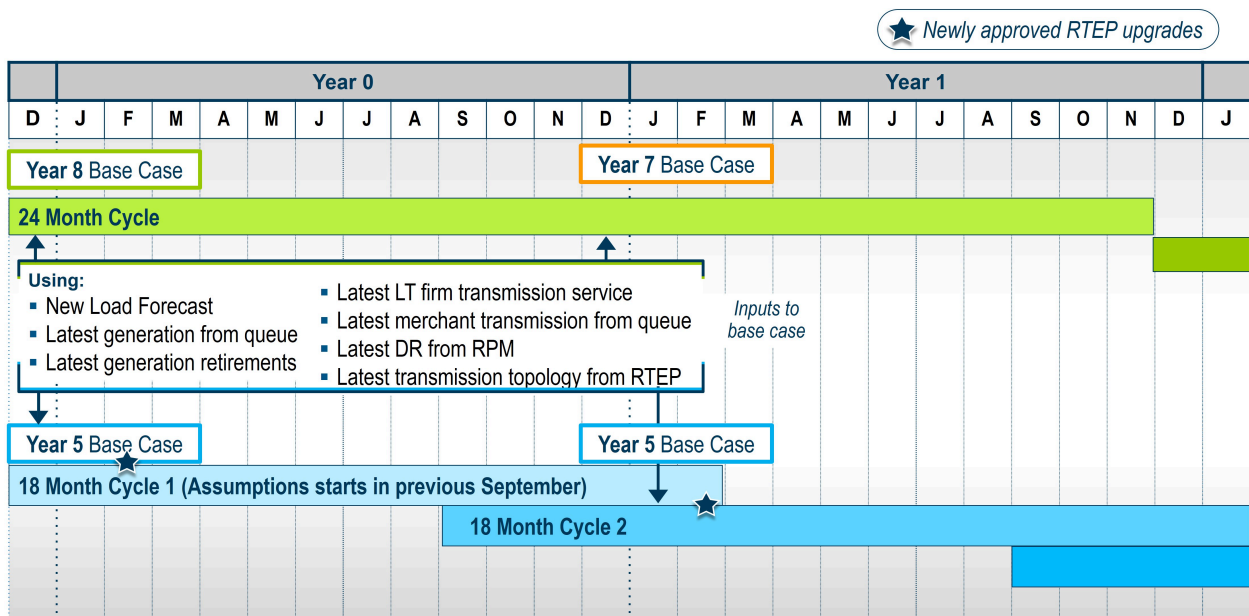 Newly approved RTEP upgrades
Year 0 Year 1
D J F M A M J J A S O N D J F M A M J J A S O N D J
Year 8 Base Case
Year 7 Base Case
24 Month Cycle
Using:
▪ New Load Forecast
▪ Latest generation from queue
▪ Latest generation retirements
▪ Latest LT firm transmission service
▪ Latest merchant transmission from queue
▪ Latest DR from RPM
▪ Latest transmission topology from RTEP
Inputs to
base case
Year 5 Base Case
Year 5 Base Case
18 Month Cycle 1 (Assumptions starts in previous September)
18 Month Cycle 2